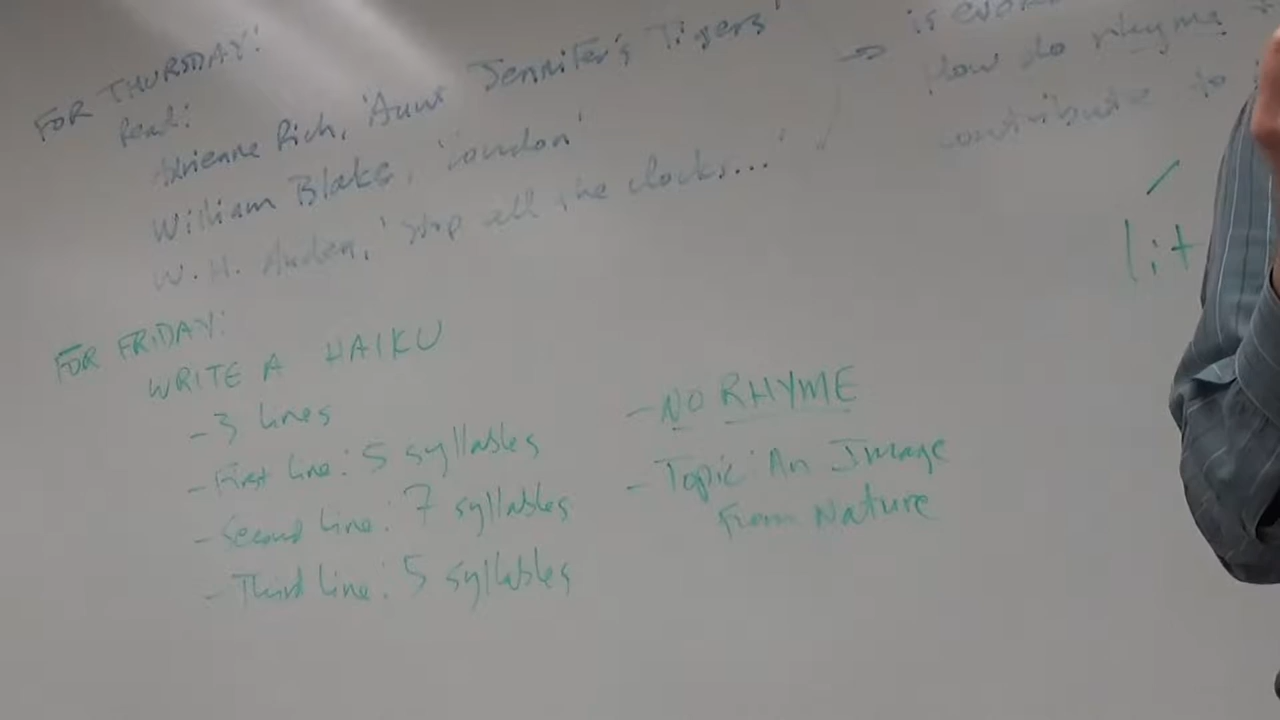 FOR THURSDAY:
Read:
Adrienne Rich, 'Aunt Jennifer's Tigers'
William Blake, 'London'
W. H. Auden, 'Stop all the clocks...'
is
How do rhyme
contribute to
lit
FOR FRIDAY:
WRITE A HAIKU
- 3 lines
- First line: 5 syllables
- Second line: 7 syllables
- Third line: 5 syllables
- NO RHYME
- Topic: An Image
From Nature